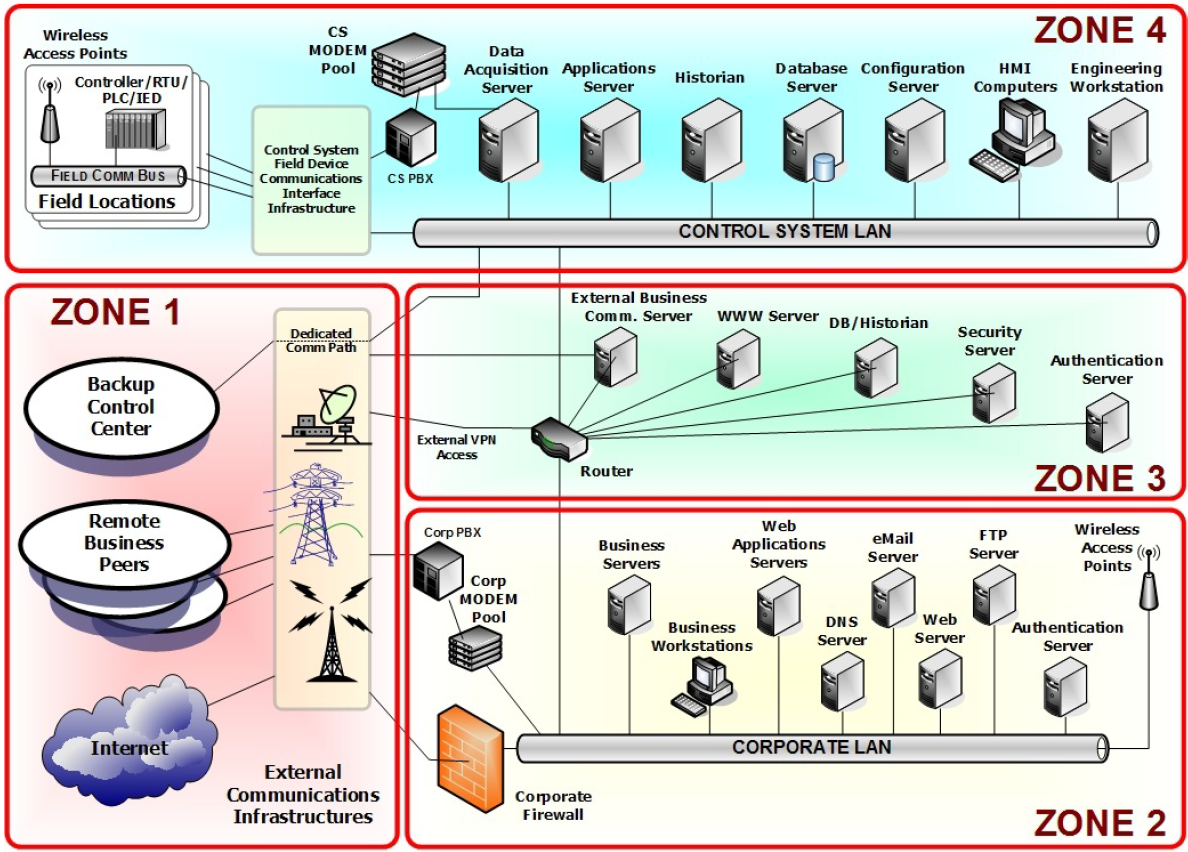 ZONE 4
Wireless
Access Points
Controller/RTU/
PLC/IED
FIELD COMM BUS
Field Locations
Control System
Field Device
Communications
Interface
Infrastructure
CS
MODEM
Pool
CS PBX
Data
Acquisition
Server
Applications
Server
Historian
Database
Server
Configuration
Server
HMI
Computers
Engineering
Workstation
CONTROL SYSTEM LAN
ZONE 1
Dedicated
Comm Path
Backup
Control
Center
Remote
Business
Peers
Internet
External
Communications
Infrastructures
External Business
Comm. Server
WWW Server
DB/Historian
Security
Server
Authentication
Server
External VPN
Access
Router
ZONE 3
Corp PBX
Corp
MODEM
Pool
Business
Servers
Business
Workstations
Web
Applications
Servers
DNS
Server
eMail
Server
Web
Server
FTP
Server
Authentication
Server
Wireless
Access
Points
CORPORATE LAN
Corporate
Firewall
ZONE 2